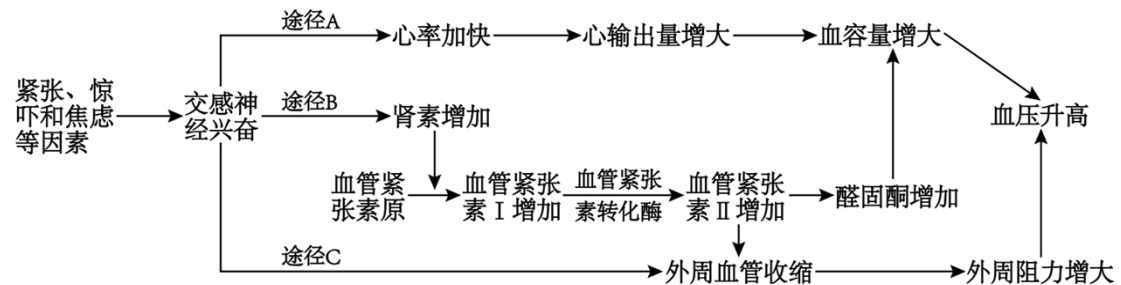 途径A
心率加快
心输出量增大
血容量增大
紧张、惊
吓和焦虑
等因素
交感神
经兴奋
途径B
肾素增加
血压升高
血管紧
张素原
血管紧张
素Ⅰ增加
血管紧张
素转化酶
血管紧张
素Ⅱ增加
醛固酮增加
途径C
外周血管收缩
外周阻力增大